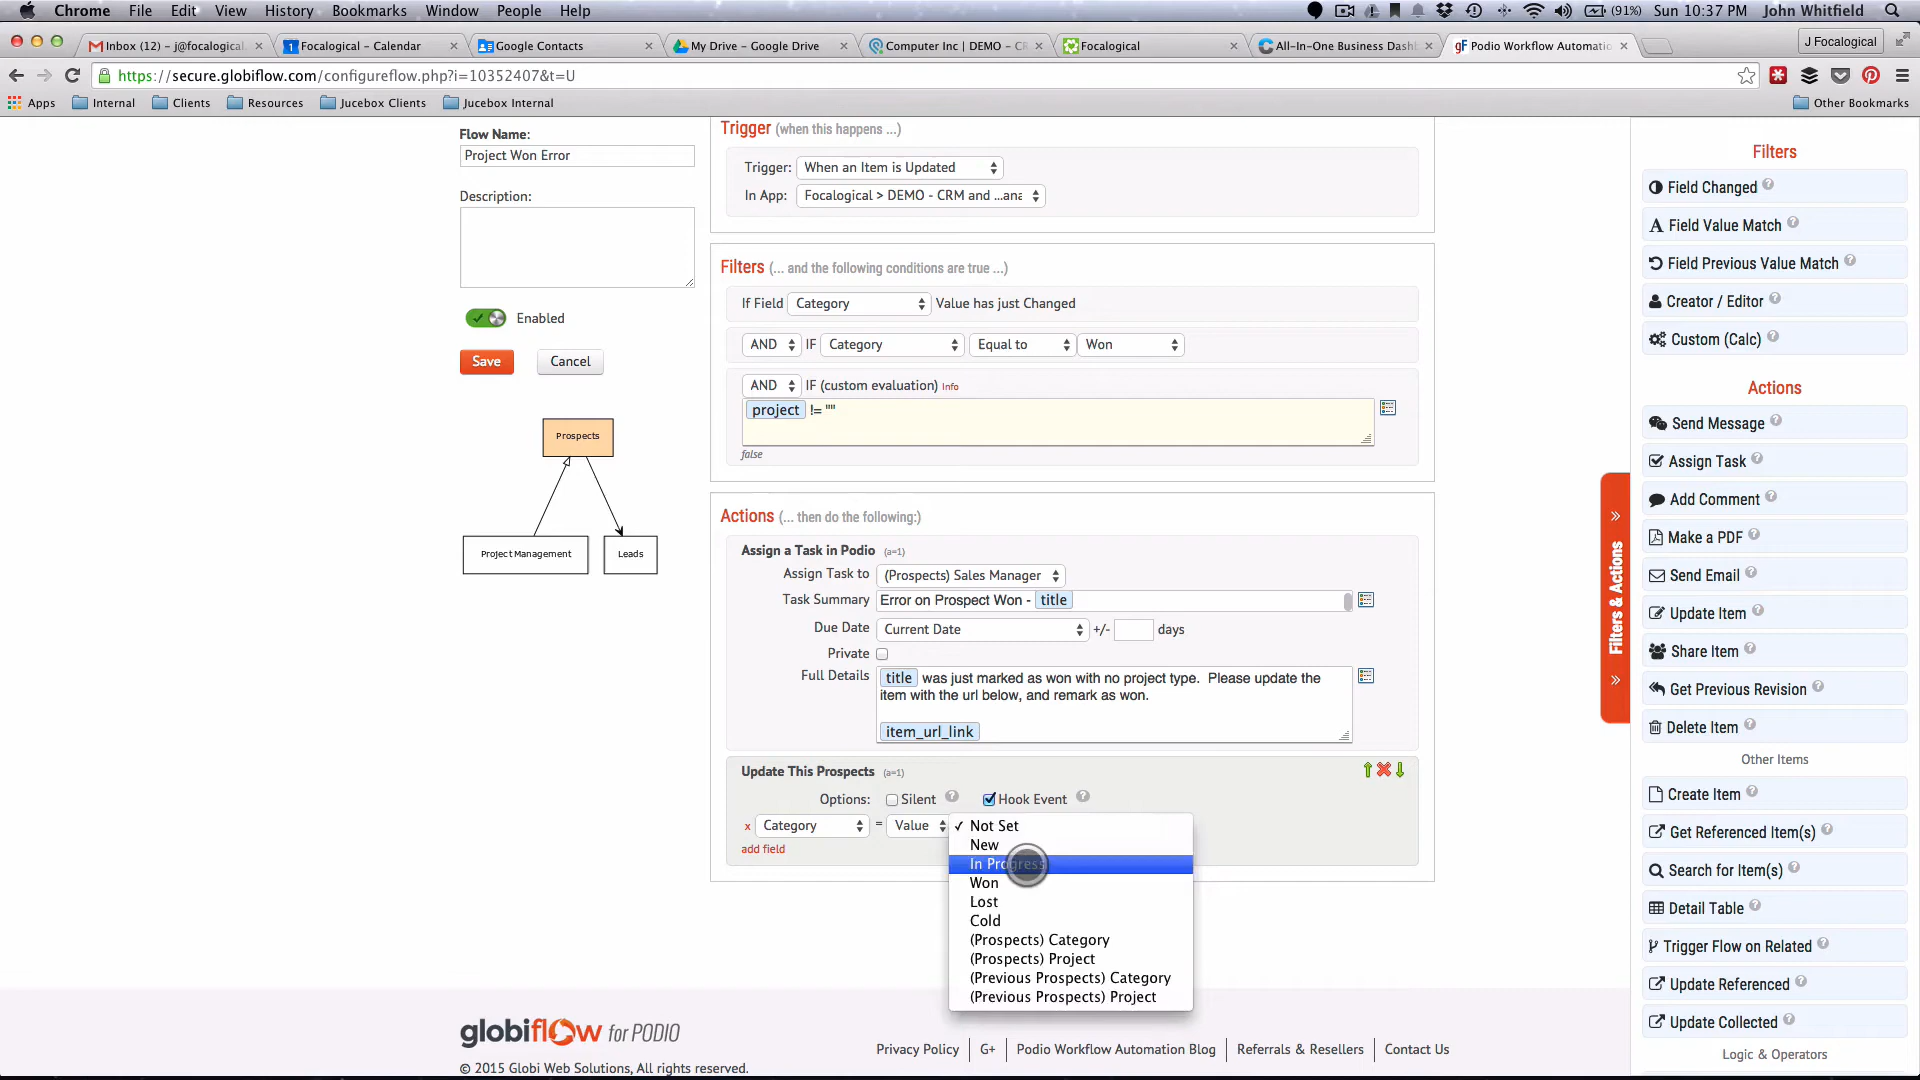 Chrome File Edit View History Bookmarks Window People Help (91%) Sun 10:37 PM John Whitfield
Inbox (12) – j@focalogical. Focalogical – Calendar Google Contacts My Drive – Google Drive Computer Inc | DEMO – CR Focalogical All-In-One Business Dash Podio Workflow Automatio J Focalogical
https://secure.globiflow.com/configureflow.php?i=10352407&t=U
Apps Internal Clients Resources Jucebox Clients Jucebox Internal Other Bookmarks
Flow Name:
Project Won Error
Description:
Enabled
Save Cancel
Prospects
Project Management Leads
Trigger (when this happens ...)
Trigger: When an Item is Updated
In App: Focalogical > DEMO - CRM and ...ana
Filters (... and the following conditions are true ...)
If Field Category Value has just Changed
AND IF Category Equal to Won
AND IF (custom evaluation) Info
project != ""
false
Actions (... then do the following:)
Assign a Task in Podio (a=1)
Assign Task to (Prospects) Sales Manager
Task Summary Error on Prospect Won - title
Due Date Current Date +/- days
Private
Full Details title was just marked as won with no project type. Please update the
item with the url below, and remark as won.
item_url_link
Update This Prospects (a=1)
Options: Silent Hook Event
x Category = Value
add field
Not Set
New
In Progress
Won
Lost
Cold
(Prospects) Category
(Prospects) Project
(Previous Prospects) Category
(Previous Prospects) Project
Filters & Actions
Filters
Field Changed
Field Value Match
Field Previous Value Match
Creator / Editor
Custom (Calc)
Actions
Send Message
Assign Task
Add Comment
Make a PDF
Send Email
Update Item
Share Item
Get Previous Revision
Delete Item
Other Items
Create Item
Get Referenced Item(s)
Search for Item(s)
Detail Table
Trigger Flow on Related
Update Referenced
Update Collected
Logic & Operators
globiflow for PODIO
© 2015 Globi Web Solutions, All rights reserved.
Privacy Policy G+ Podio Workflow Automation Blog Referrals & Resellers Contact Us